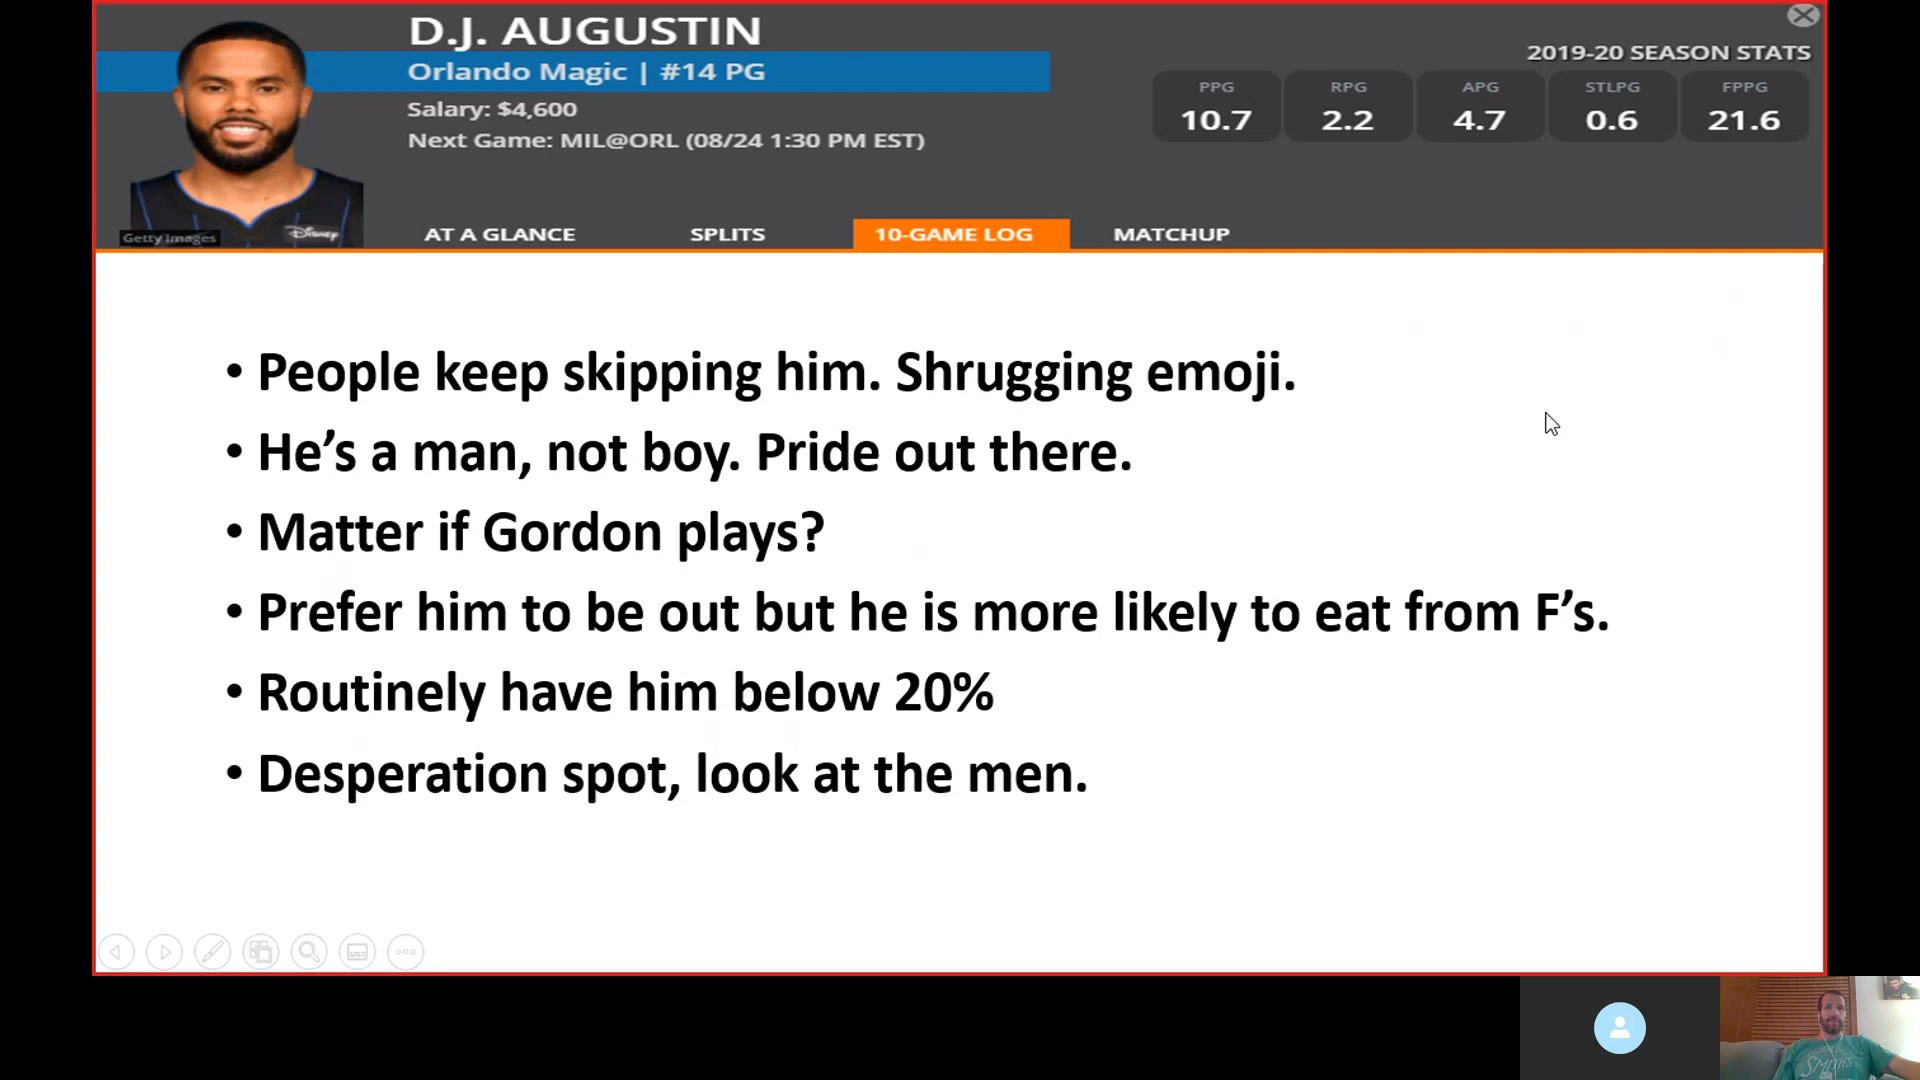 D.J. AUGUSTIN
Orlando Magic | #14 PG
Salary: $4,600
Next Game: MIL@ORL (08/24 1:30 PM EST)
2019-20 SEASON STATS
PPG RPG APG STLPG FPPG
10.7 2.2 4.7 0.6 21.6
Disney
Getty Images
AT A GLANCE SPLITS 10-GAME LOG MATCHUP
• People keep skipping him. Shrugging emoji.
• He’s a man, not boy. Pride out there.
• Matter if Gordon plays?
• Prefer him to be out but he is more likely to eat from F’s.
• Routinely have him below 20%
• Desperation spot, look at the men.
SMITHS